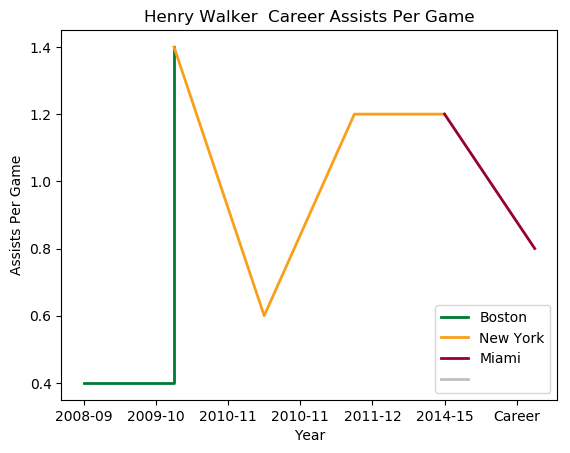 Henry Walker  Career Assists Per Game
1.4
1.2
1.0
0.8
0.6
0.4
Assists Per Game
Boston
New York
Miami
2008-09 2009-10 2010-11 2010-11 2011-12 2014-15 Career
Year